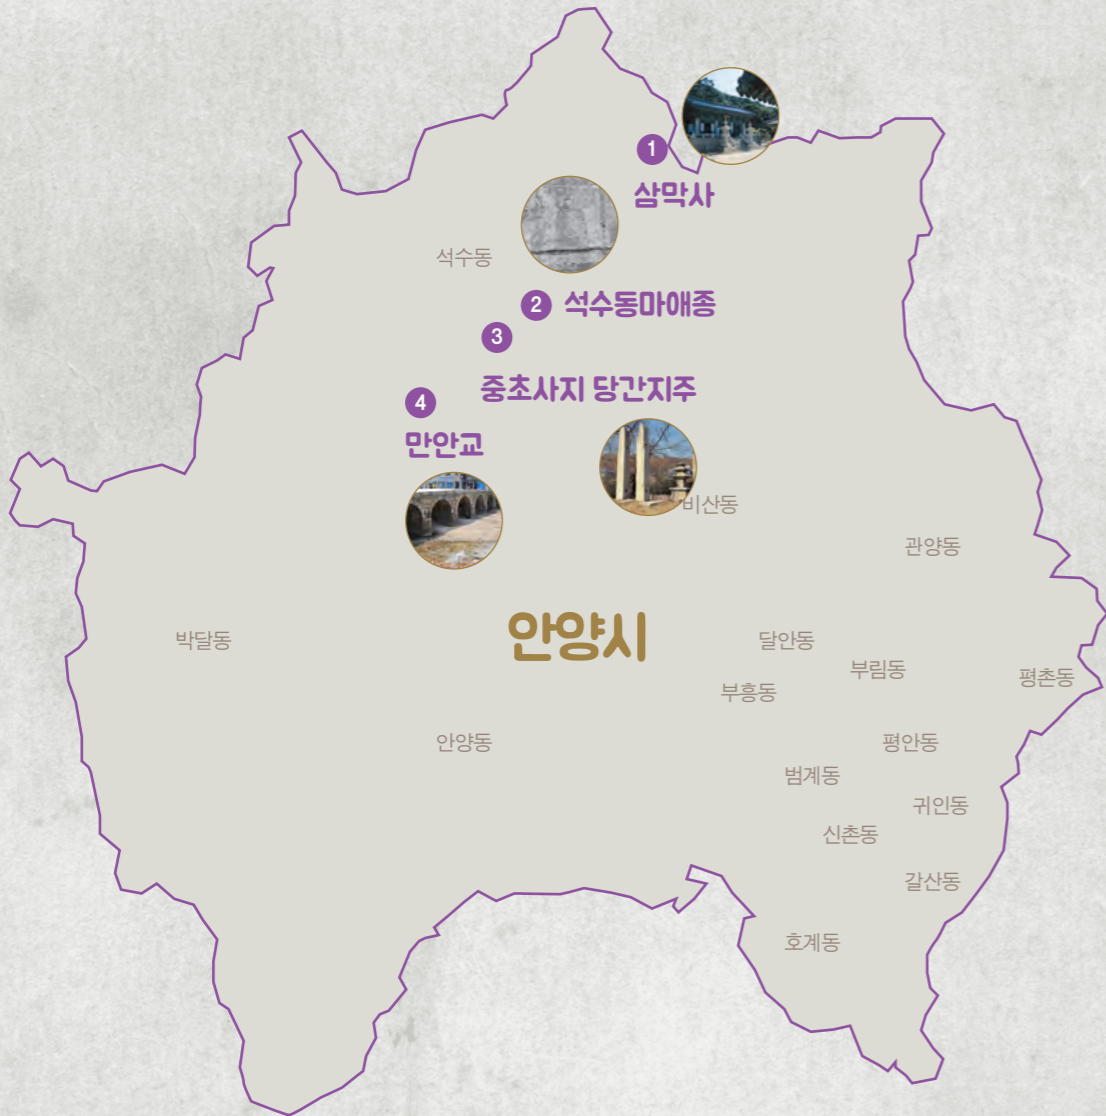 1
삼막사
석수동
2 석수동마애종
3
중초사지 당간지주
4
만안교
비산동
관양동
안양시
박달동
달안동
부림동
평촌동
부흥동
안양동
평안동
범계동
귀인동
신촌동
갈산동
호계동